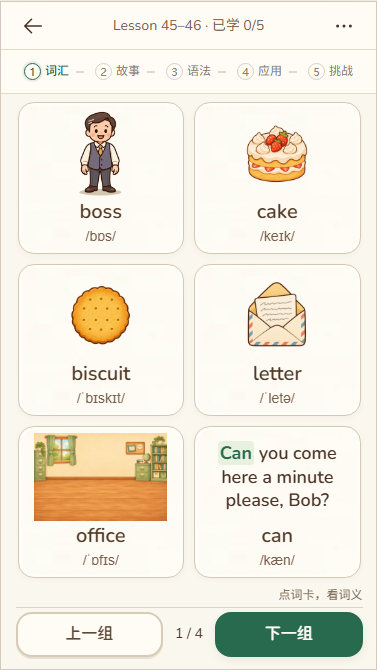 Lesson 45–46 · 已学 0/5
1 词汇 – 2 故事 – 3 语法 – 4 应用 – 5 挑战
boss
/bɒs/
cake
/keɪk/
biscuit
/ˈbɪskɪt/
letter
/ˈletə/
office
/ˈɒfɪs/
Can you come
here a minute
please, Bob?
can
/kæn/
点词卡，看词义
上一组
1 / 4
下一组